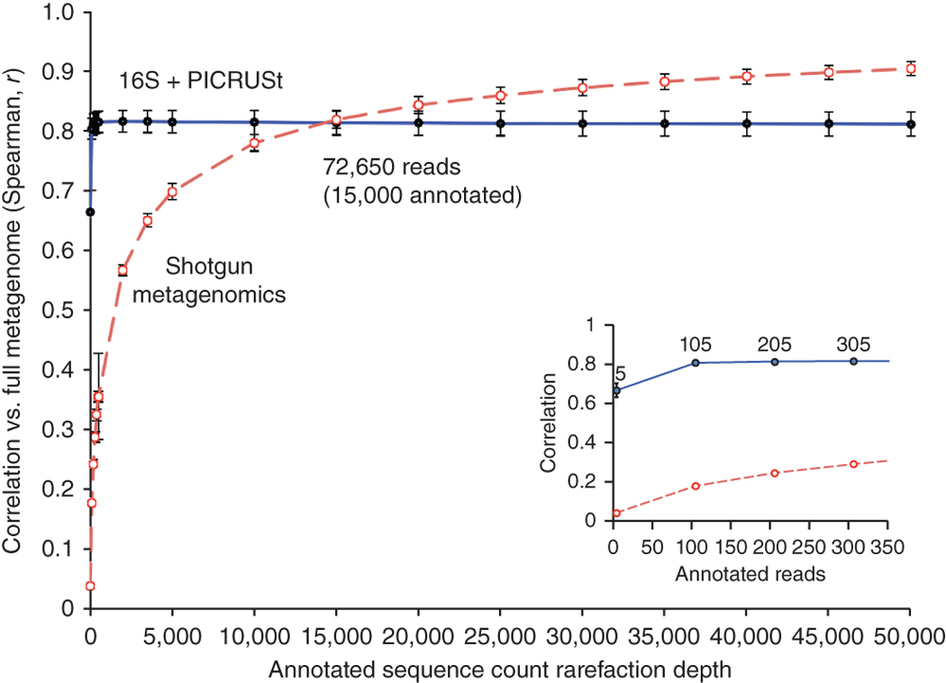 Correlation vs. full metagenome (Spearman, r)
1.0
0.9
0.8
0.7
0.6
0.5
0.4
0.3
0.2
0.1
0
16S + PICRUSt
72,650 reads
(15,000 annotated)
Shotgun
metagenomics
0 5,000 10,000 15,000 20,000 25,000 30,000 35,000 40,000 45,000 50,000
Annotated sequence count rarefaction depth
Correlation
1
0.8
0.6
0.4
0.2
0
5 105 205 305
0 50 100 150 200 250 300 350
Annotated reads